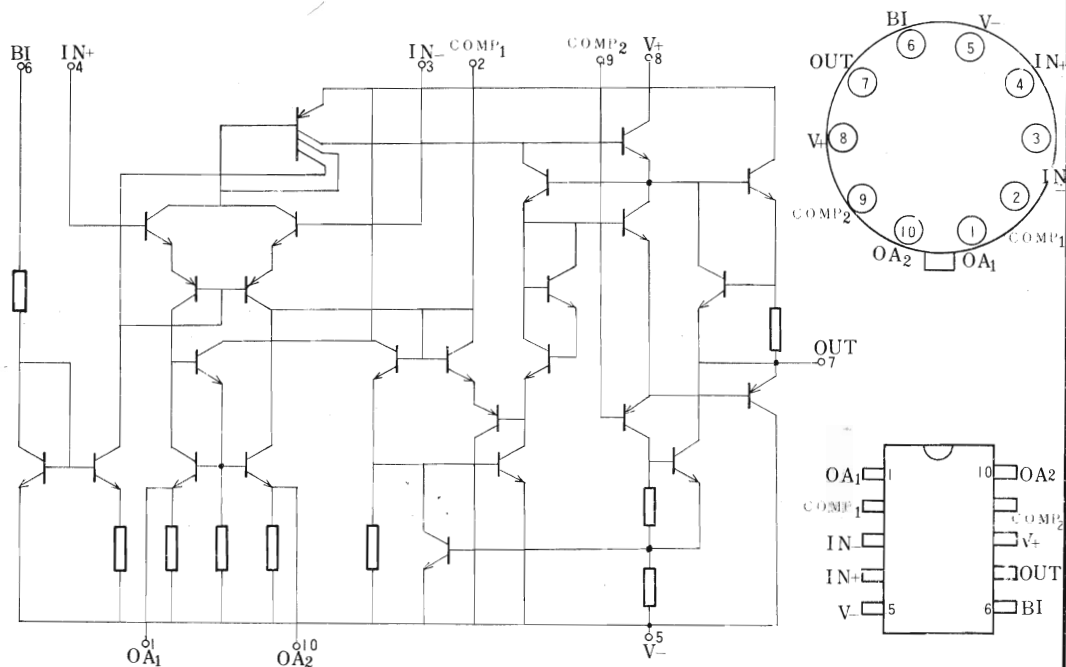 BI
6
IN+
4
IN-
3
COMP1
2
COMP2
9
V+
8
OUT
7
OA1
1
OA2
10
V-
5
BI
V-
6
5
OUT
IN+
7
4
V+
8
3
IN-
9
2
COMP2
COMP1
10
1
OA2
OA1
OA1
1
10
OA2
COMP1
COMP2
IN-
V+
IN+
OUT
V-
5
6
BI